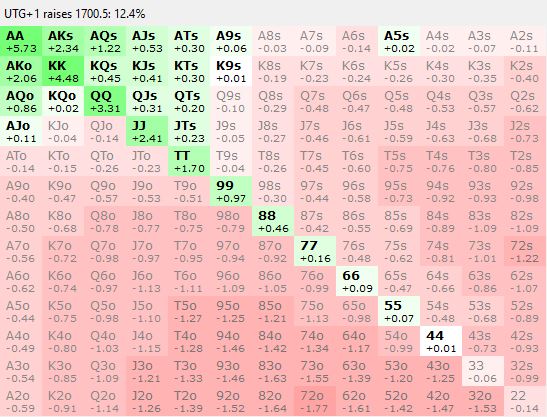 UTG+1 raises 1700.5: 12.4%
AA AKs AQs AJs ATs A9s A8s A7s A6s A5s A4s A3s A2s
+5.73 +2.34 +1.22 +0.53 +0.30 +0.06 -0.03 -0.09 -0.14 +0.02 -0.02 -0.07 -0.11
AKo KK KQs KJs KTs K9s K8s K7s K6s K5s K4s K3s K2s
+2.06 +4.48 +0.45 +0.41 +0.30 +0.01 -0.19 -0.23 -0.24 -0.26 -0.30 -0.35 -0.40
AQo KQo QQ QJs QTs Q9s Q8s Q7s Q6s Q5s Q4s Q3s Q2s
+0.86 +0.02 +3.31 +0.31 +0.20 -0.10 -0.29 -0.48 -0.47 -0.48 -0.53 -0.57 -0.62
AJo KJo QJo JJ JTs J9s J8s J7s J6s J5s J4s J3s J2s
+0.11 -0.04 -0.14 +2.41 +0.23 -0.05 -0.27 -0.46 -0.61 -0.59 -0.63 -0.68 -0.73
ATo KTo QTo JTo TT T9s T8s T7s T6s T5s T4s T3s T2s
-0.14 -0.15 -0.26 -0.23 +1.70 -0.04 -0.26 -0.45 -0.60 -0.75 -0.76 -0.80 -0.85
A9o K9o Q9o J9o T9o 99 98s 97s 96s 95s 94s 93s 92s
-0.40 -0.47 -0.57 -0.53 -0.51 +0.97 -0.30 -0.44 -0.58 -0.73 -0.92 -0.93 -0.98
A8o K8o Q8o J8o T8o 98o 88 87s 86s 85s 84s 83s 82s
-0.50 -0.68 -0.78 -0.77 -0.75 -0.79 +0.46 -0.42 -0.55 -0.69 -0.89 -1.09 -1.09
A7o K7o Q7o J7o T7o 97o 87o 77 76s 75s 74s 73s 72s
-0.56 -0.72 -0.98 -0.97 -0.95 -0.94 -0.92 +0.16 -0.48 -0.62 -0.81 -1.01 -1.22
A6o K6o Q6o J6o T6o 96o 86o 76o 66 65s 64s 63s 62s
-0.62 -0.74 -0.97 -1.13 -1.11 -1.09 -1.05 -0.99 +0.09 -0.47 -0.66 -0.86 -1.07
A5o K5o Q5o J5o T5o 95o 85o 75o 65o 55 54s 53s 52s
-0.44 -0.75 -0.98 -1.10 -1.27 -1.25 -1.21 -1.13 -0.98 +0.07 -0.48 -0.68 -0.89
A4o K4o Q4o J4o T4o 94o 84o 74o 64o 54o 44 43s 42s
-0.49 -0.80 -1.03 -1.15 -1.28 -1.46 -1.42 -1.34 -1.17 -0.99 +0.01 -0.73 -0.93
A3o K3o Q3o J3o T3o 93o 83o 73o 63o 53o 43o 33 32s
-0.54 -0.85 -1.09 -1.21 -1.33 -1.46 -1.63 -1.55 -1.39 -1.20 -1.25 -0.06 -0.99
A2o K2o Q2o J2o T2o 92o 82o 72o 62o 52o 42o 32o 22
-0.59 -0.91 -1.14 -1.26 -1.39 -1.52 -1.64 -1.77 -1.61 -1.42 -1.47 -1.53 -0.14